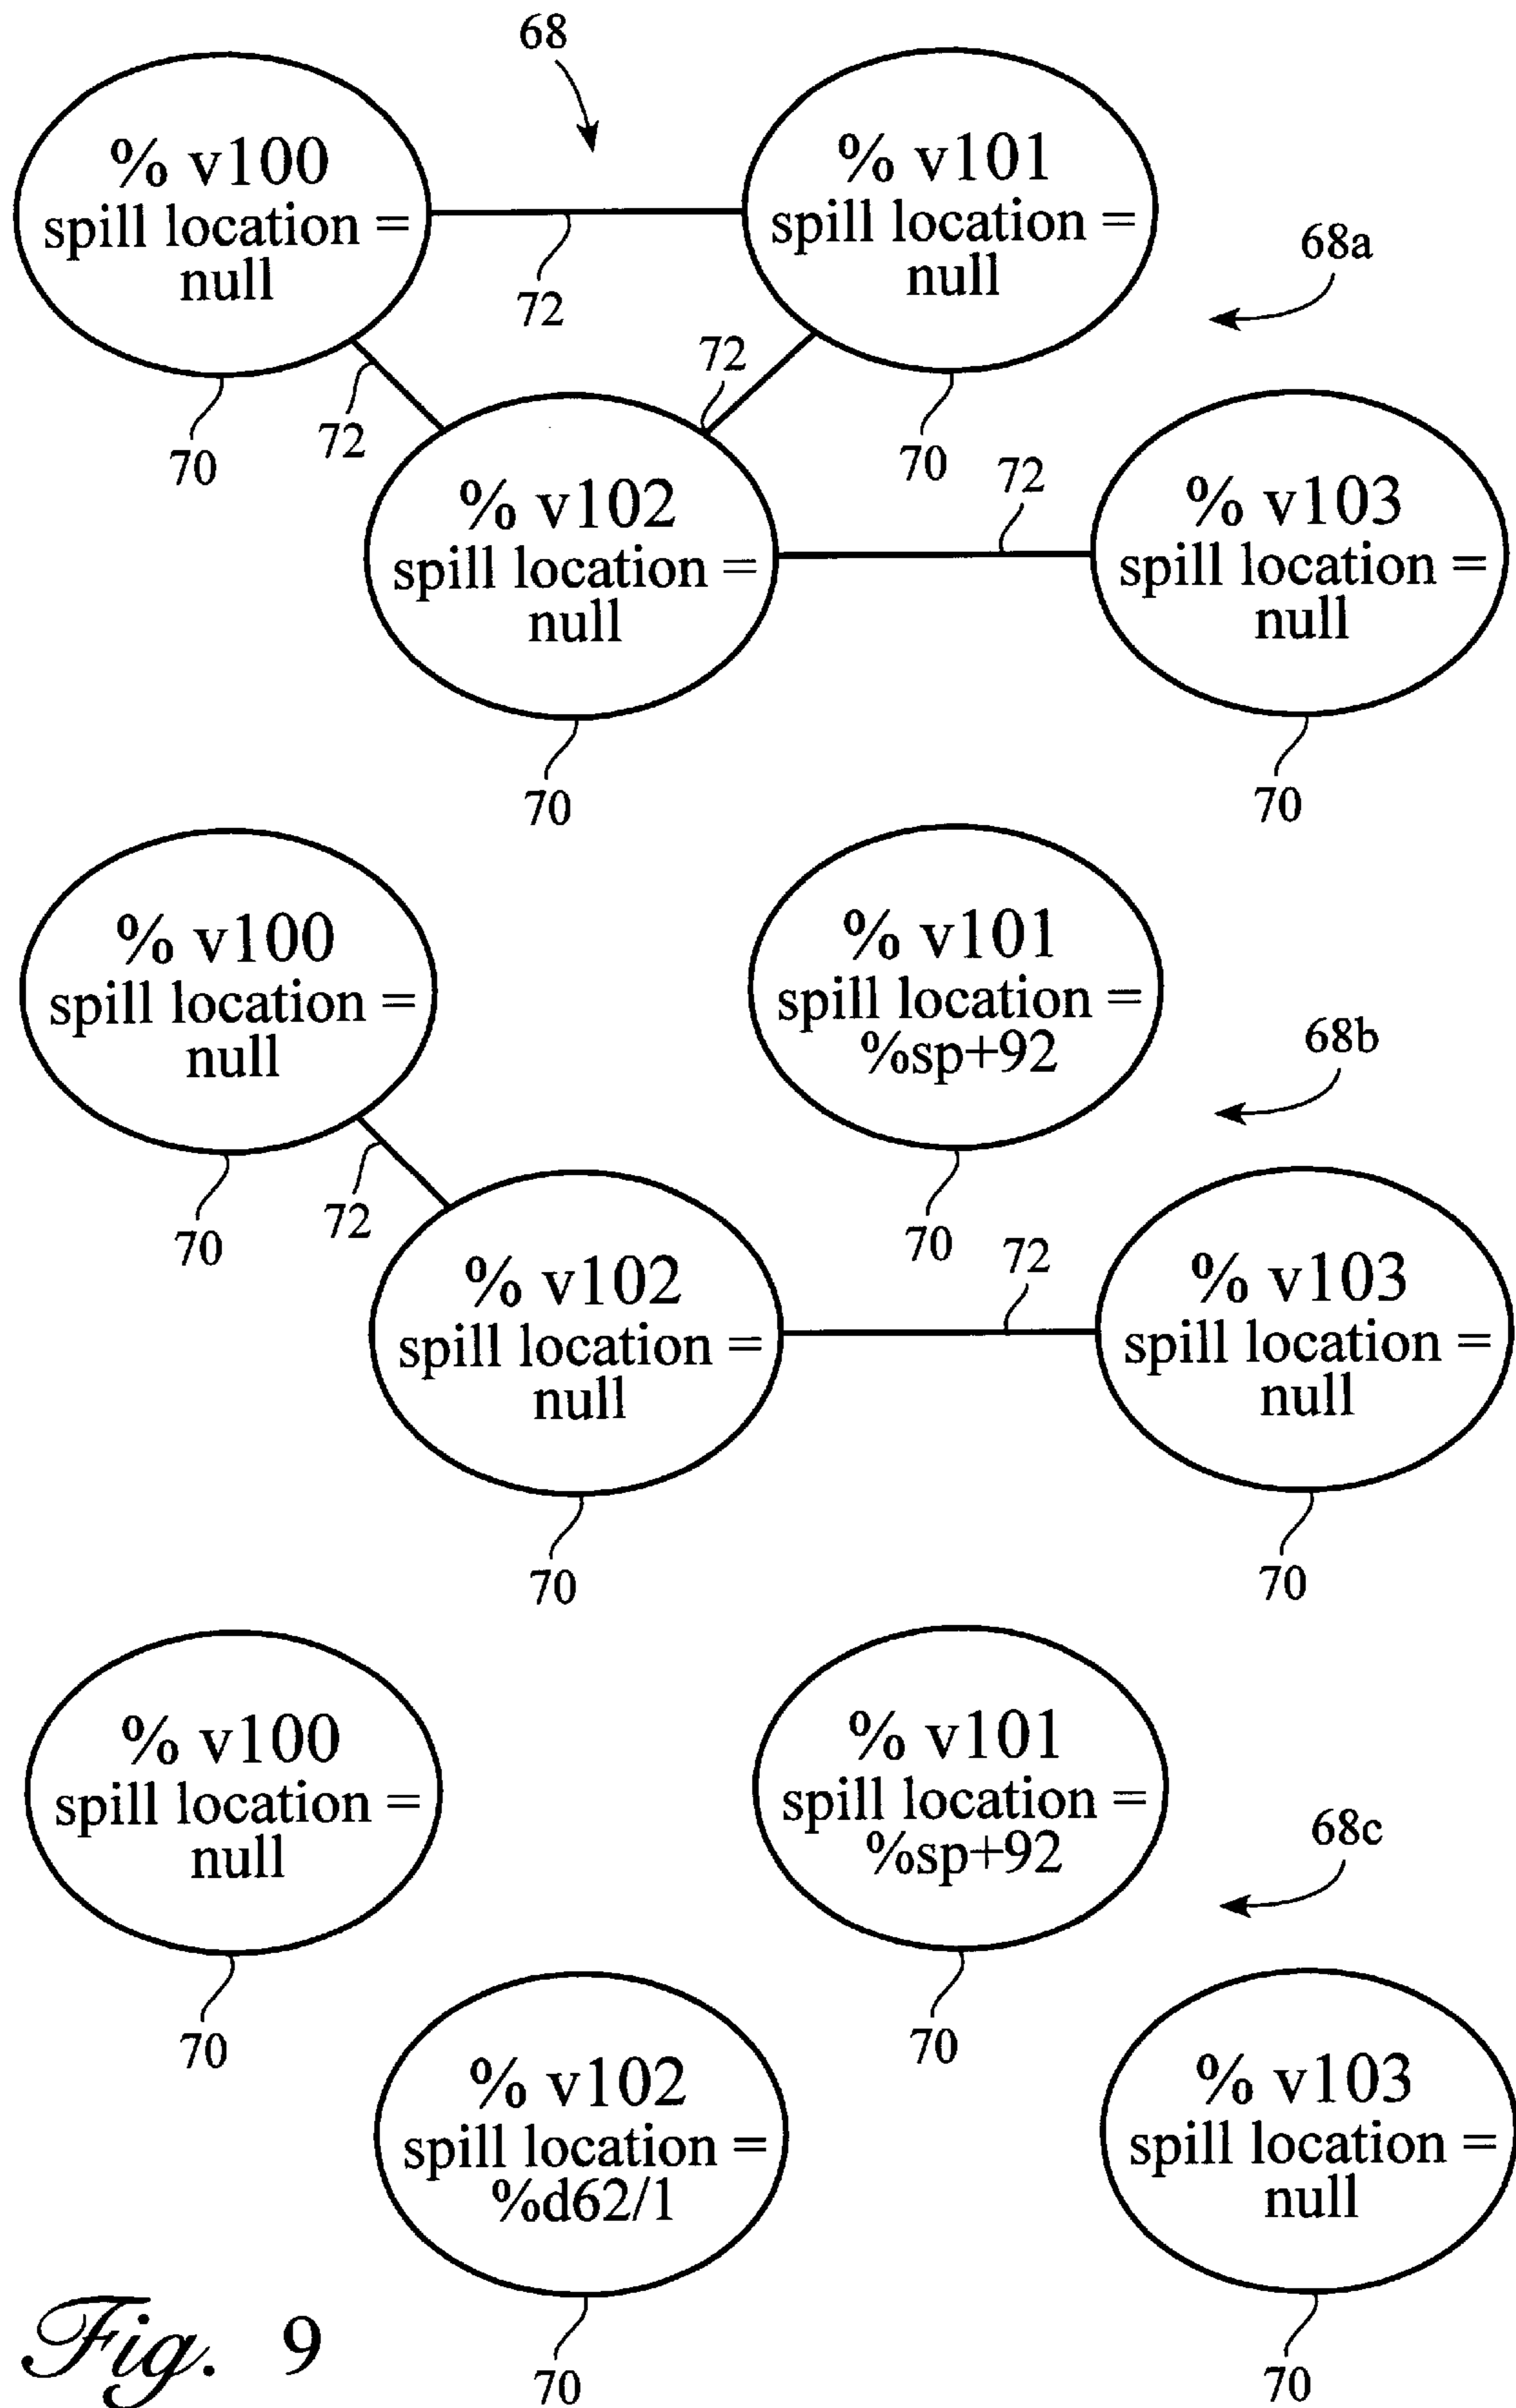 68
% v100
spill location =
null
% v101
spill location =
null
68a
72
72
72
70
70
% v102
spill location =
null
72
% v103
spill location =
null
70
70
% v100
spill location =
null
% v101
spill location =
%sp+92
68b
72
70
70
% v102
spill location =
null
72
% v103
spill location =
null
70
70
% v100
spill location =
null
% v101
spill location =
%sp+92
68c
70
70
% v102
spill location =
%d62/1
% v103
spill location =
null
70
70
Fig. 9